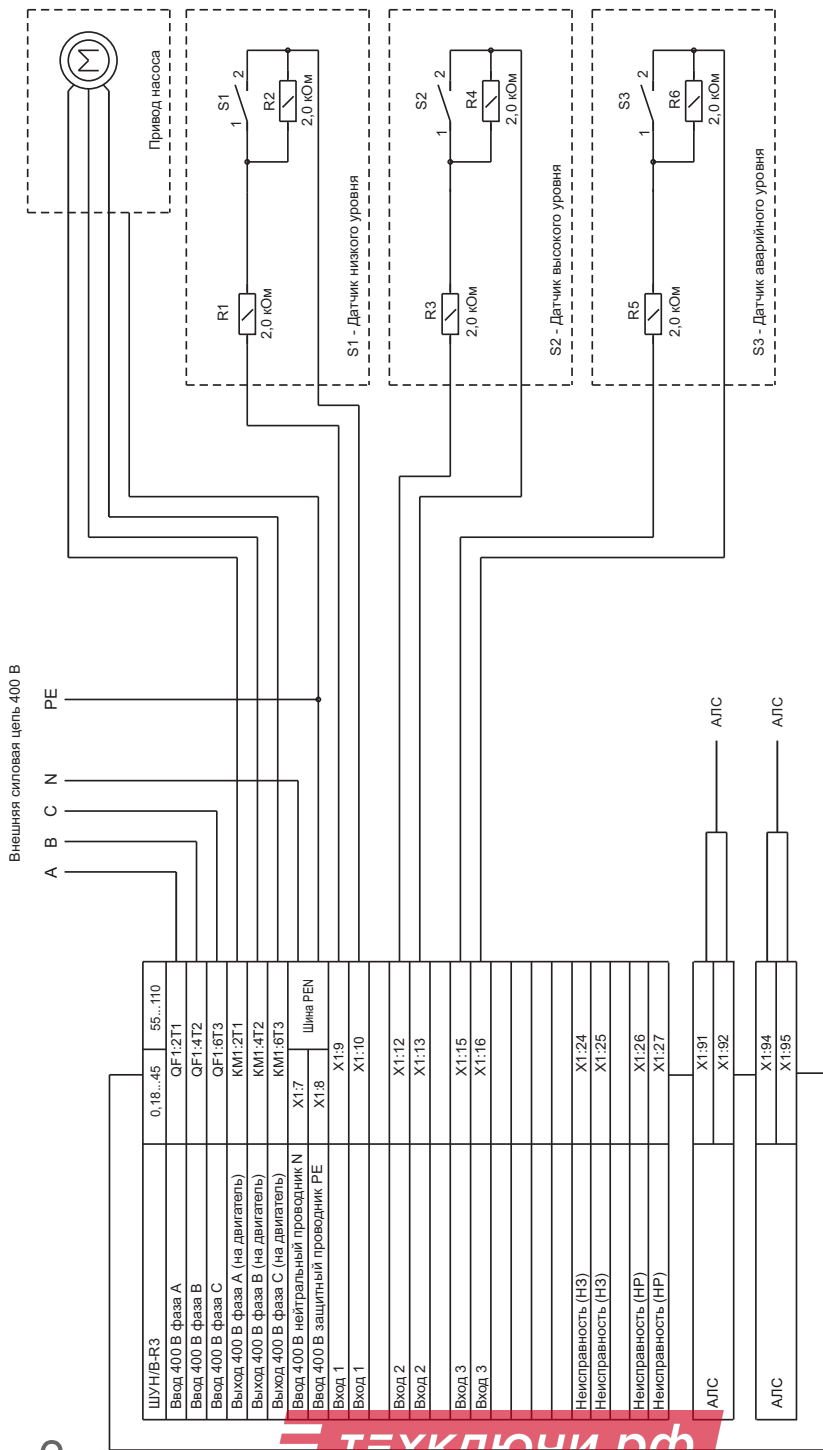 Внешняя силовая цепь 400 В
A
B
C
N
PE
M
Привод насоса
S1
1
2
R1
2,0 кОм
R2
2,0 кОм
S1 - Датчик низкого уровня
S2
1
2
R3
2,0 кОм
R4
2,0 кОм
S2 - Датчик высокого уровня
S3
1
2
R5
2,0 кОм
R6
2,0 кОм
S3 - Датчик аварийного уровня
ШУН/В-R3 0,18...45 55...110
Ввод 400 В фаза А QF1:2T1
Ввод 400 В фаза В QF1:4T2
Ввод 400 В фаза С QF1:6T3
Выход 400 В фаза А (на двигатель) KM1:2T1
Выход 400 В фаза В (на двигатель) KM1:4T2
Выход 400 В фаза С (на двигатель) KM1:6T3
Ввод 400 В нейтральный проводник N X1:7 Шина PEN
Ввод 400 В защитный проводник PE X1:8
Вход 1 X1:9
Вход 1 X1:10
Вход 2 X1:12
Вход 2 X1:13
Вход 3 X1:15
Вход 3 X1:16
Неисправность (НЗ) X1:24
Неисправность (НЗ) X1:25
Неисправность (НР) X1:26
Неисправность (НР) X1:27
АЛС X1:91
X1:92
АЛС
АЛС X1:94
X1:95
АЛС